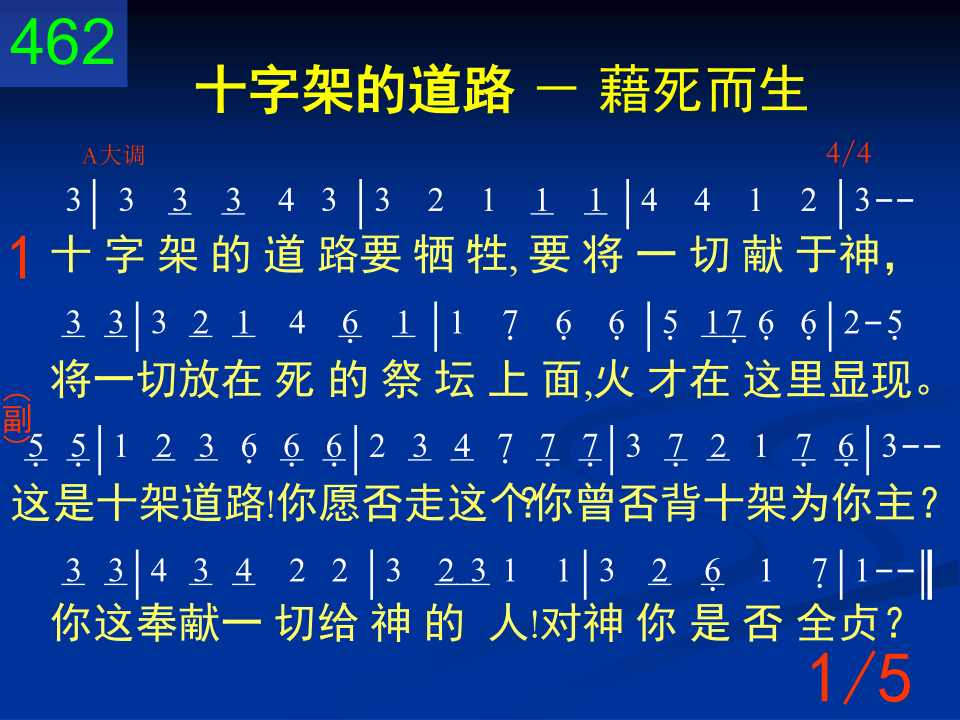 462
十字架的道路 － 藉死而生
A大调 4/4
3| 3 3 3 4 3|3 2 1 1 1|4 4 1 2|3--
1 十字架的道路要牺牲,要将一切献于神，
3 3|3 2 1 4 6̣ 1|1 7̣ 6̣ 6̣|5̣ 17̣ 6̣ 6̣|2-5̣
将一切放在死的祭坛上面,火才在这里显现。
（副）
5̣ 5̣|1 2 3 6̣ 6̣ 6̣|2 3 4 7̣ 7̣ 7̣|3 7̣ 2 1 7̣ 6̣|3--
这是十架道路!你愿否走这个?你曾否背十架为你主？
3 3|4 3 4 2 2|3 2 3 1 1|3 2 6̣ 1 7̣|1--‖
你这奉献一切给神的人!对神你是否全贞？
1/5